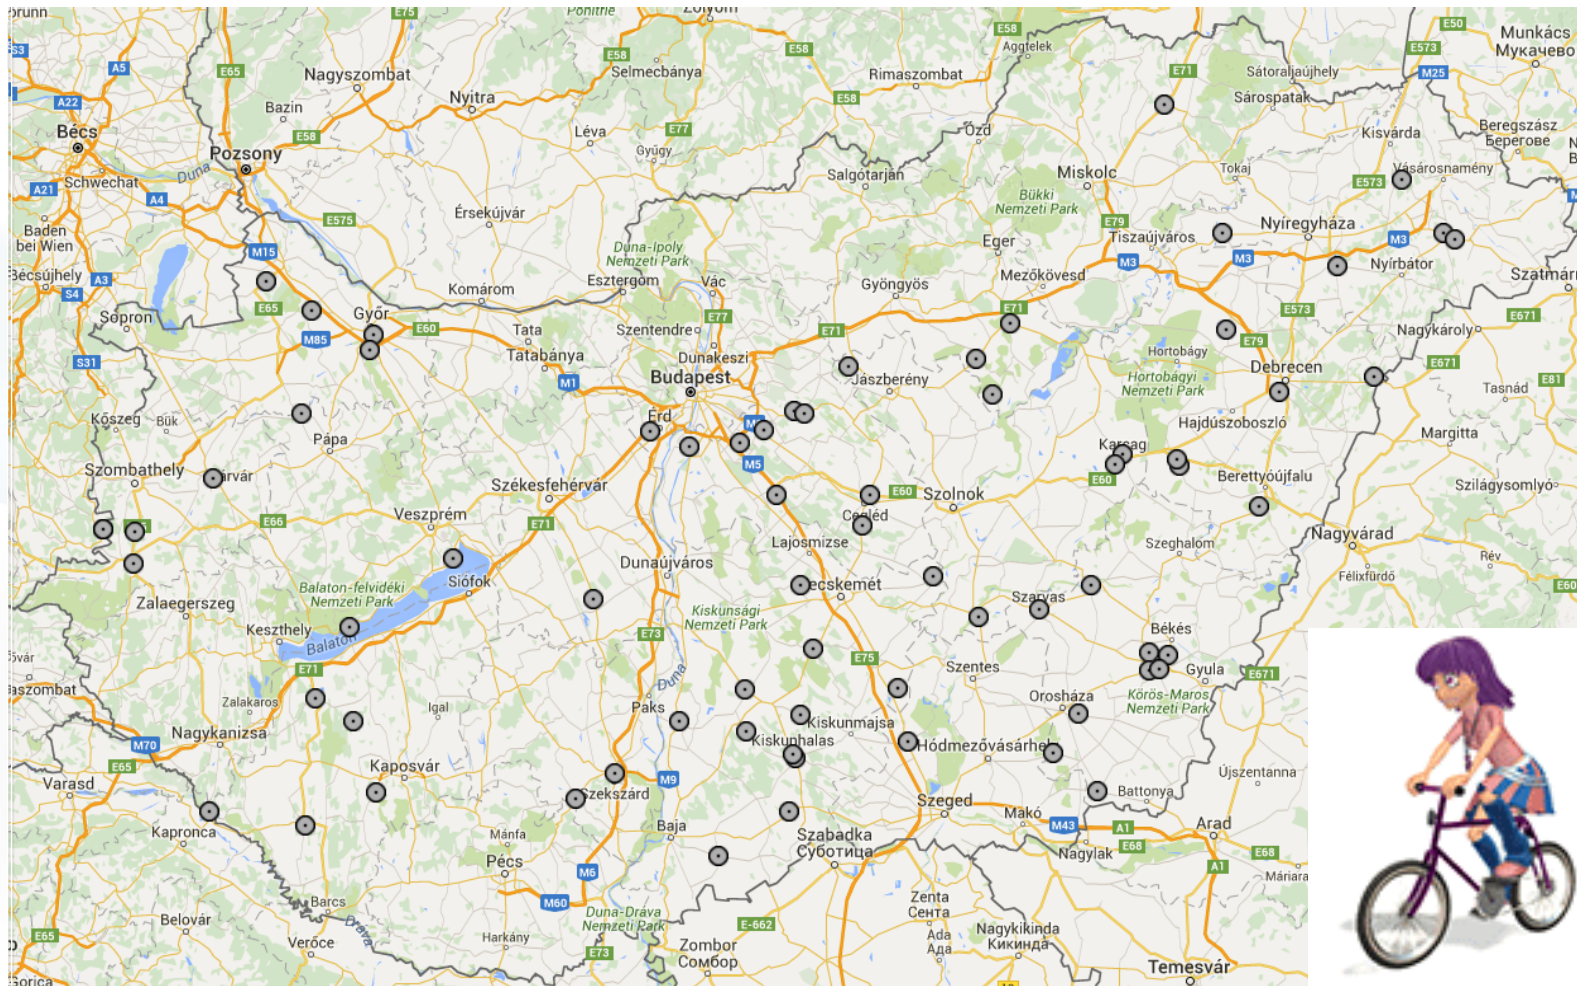 orunn
E75
Ponitrie
Zólyom
E58
E50
Munkács
Мукачево
S3
A5
E65
Nagyszombat
E58
Selmecbánya
E58
Rimaszombat
Aggtelek
E71
Sátoraljaújhely
E573
M25
A22
Bazin
Nyitra
E58
Sárospatak
Bécs
E58
Léva
E77
Ózd
Kisvárda
Beregszász
Берегове
Pozsony
Gyügy
Salgótarján
Miskolc
Tokaj
E573
Vásárosnamény
Duna
Schwechat
A21
A4
E575
Érsekújvár
Bükki
Nemzeti Park
E79
Nyíregyháza
Baden
bei Wien
M15
Duna-Ipoly
Nemzeti Park
Eger
Tiszaújváros
M3
M3
M3
Bécsújhely
A3
S4
E65
Komárom
Esztergom
Vác
Gyöngyös
Mezőkövesd
Nyírbátor
Szatmár
Sopron
Győr
E60
Tata
Szentendre
E77
E71
E71
E573
E671
Nagykároly
S31
M85
Tatabánya
Dunakeszi
E79
Hortobágy
M1
Budapest
Jászberény
Hortobágyi
Nemzeti Park
Debrecen
E671
Tasnád
E81
Kőszeg
Bük
Pápa
Érd
Hajdúszoboszló
Margitta
Szombathely
M5
Karcag
E60
Berettyóújfalu
Szilágysomlyó
Székesfehérvár
E60
Szolnok
E66
Veszprém
E71
Cegléd
Nagyvárad
Lajosmizse
Szeghalom
Rév
Dunaújváros
Félixfürdő
Siófok
E60
Balaton-felvidéki
Nemzeti Park
Zalaegerszeg
Kiskunsági
Nemzeti Park
Szarvas
Keszthely
Balaton
E73
Békés
E75
Szentes
Gyula
E671
E71
Duna
Zalakaros
Igal
Paks
Orosháza
Körös-Maros
Nemzeti Park
Nagykanizsa
M70
Kiskunmajsa
Kiskunhalas
E65
Kaposvár
M9
Újszentanna
Varasd
Szekszárd
Battonya
Szeged
Makó
Kapronca
Mánfa
Baja
Szabadka
Суботица
M43
A1
Arad
E68
Nagylak
E68
Pécs
M6
A1
Barcs
M60
Zenta
Сента
Belovár
Duna-Dráva
Nemzeti Park
E-662
Nagykikinda
Кикинда
E65
Verőce
Dráva
Harkány
E73
Zombor
Сомбор
Ada
Ада
Temesvár